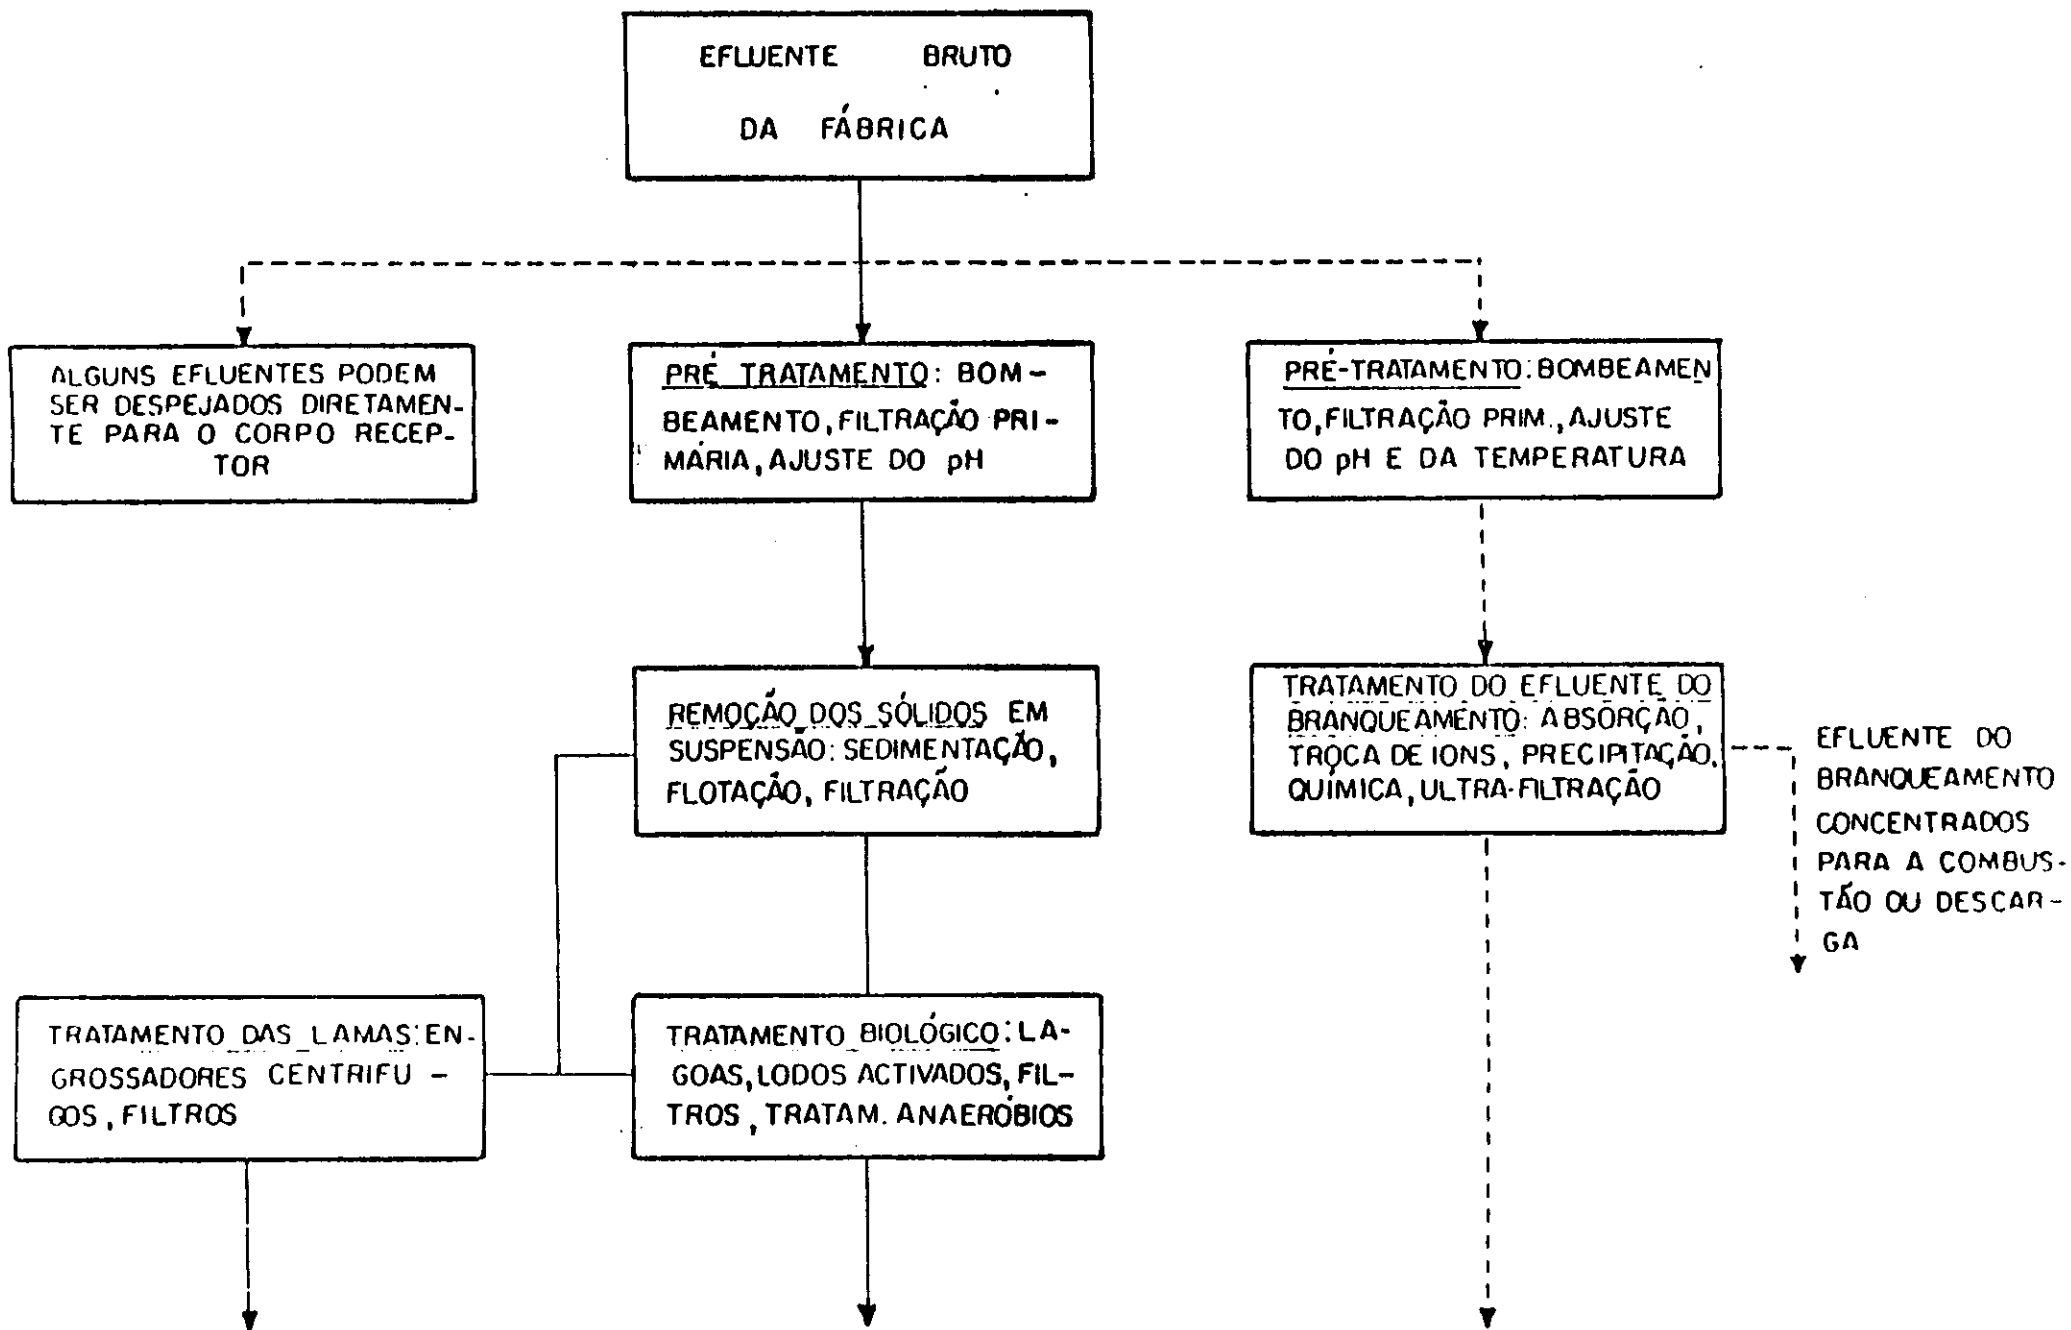 EFLUENTE BRUTO
DA FÁBRICA
ALGUNS EFLUENTES PODEM
SER DESPEJADOS DIRETAMEN-
TE PARA O CORPO RECEP-
TOR
PRÉ TRATAMENTO: BOM-
BEAMENTO, FILTRAÇÃO PRI-
MÁRIA, AJUSTE DO pH
PRÉ-TRATAMENTO: BOMBEAMEN
TO, FILTRAÇÃO PRIM., AJUSTE
DO pH E DA TEMPERATURA
REMOÇÃO DOS SÓLIDOS EM
SUSPENSÃO: SEDIMENTAÇÃO,
FLOTAÇÃO, FILTRAÇÃO
TRATAMENTO DO EFLUENTE DO
BRANQUEAMENTO: ABSORÇÃO,
TROÇA DE IONS, PRECIPITAÇÃO,
QUÍMICA, ULTRA-FILTRAÇÃO
EFLUENTE DO
BRANQUEAMENTO
CONCENTRADOS
PARA A COMBUS-
TÃO OU DESCAR-
GA
TRATAMENTO DAS LAMAS: EN-
GROSSADORES CENTRIFU-
GOS, FILTROS
TRATAMENTO BIOLÓGICO: LA-
GOAS, LODOS ACTIVADOS, FIL-
TROS, TRATAM. ANAERÓBIOS